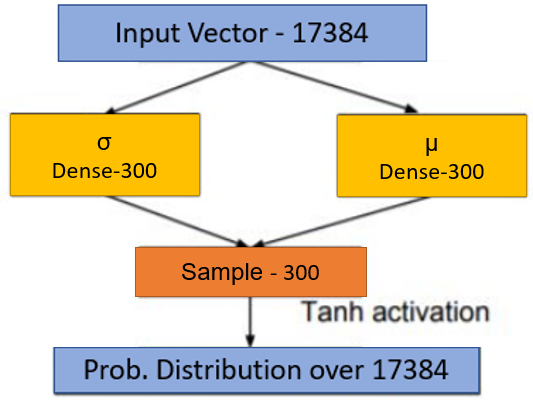 Input Vector - 17384
σ
Dense-300
μ
Dense-300
Sample - 300
Tanh activation
Prob. Distribution over 17384